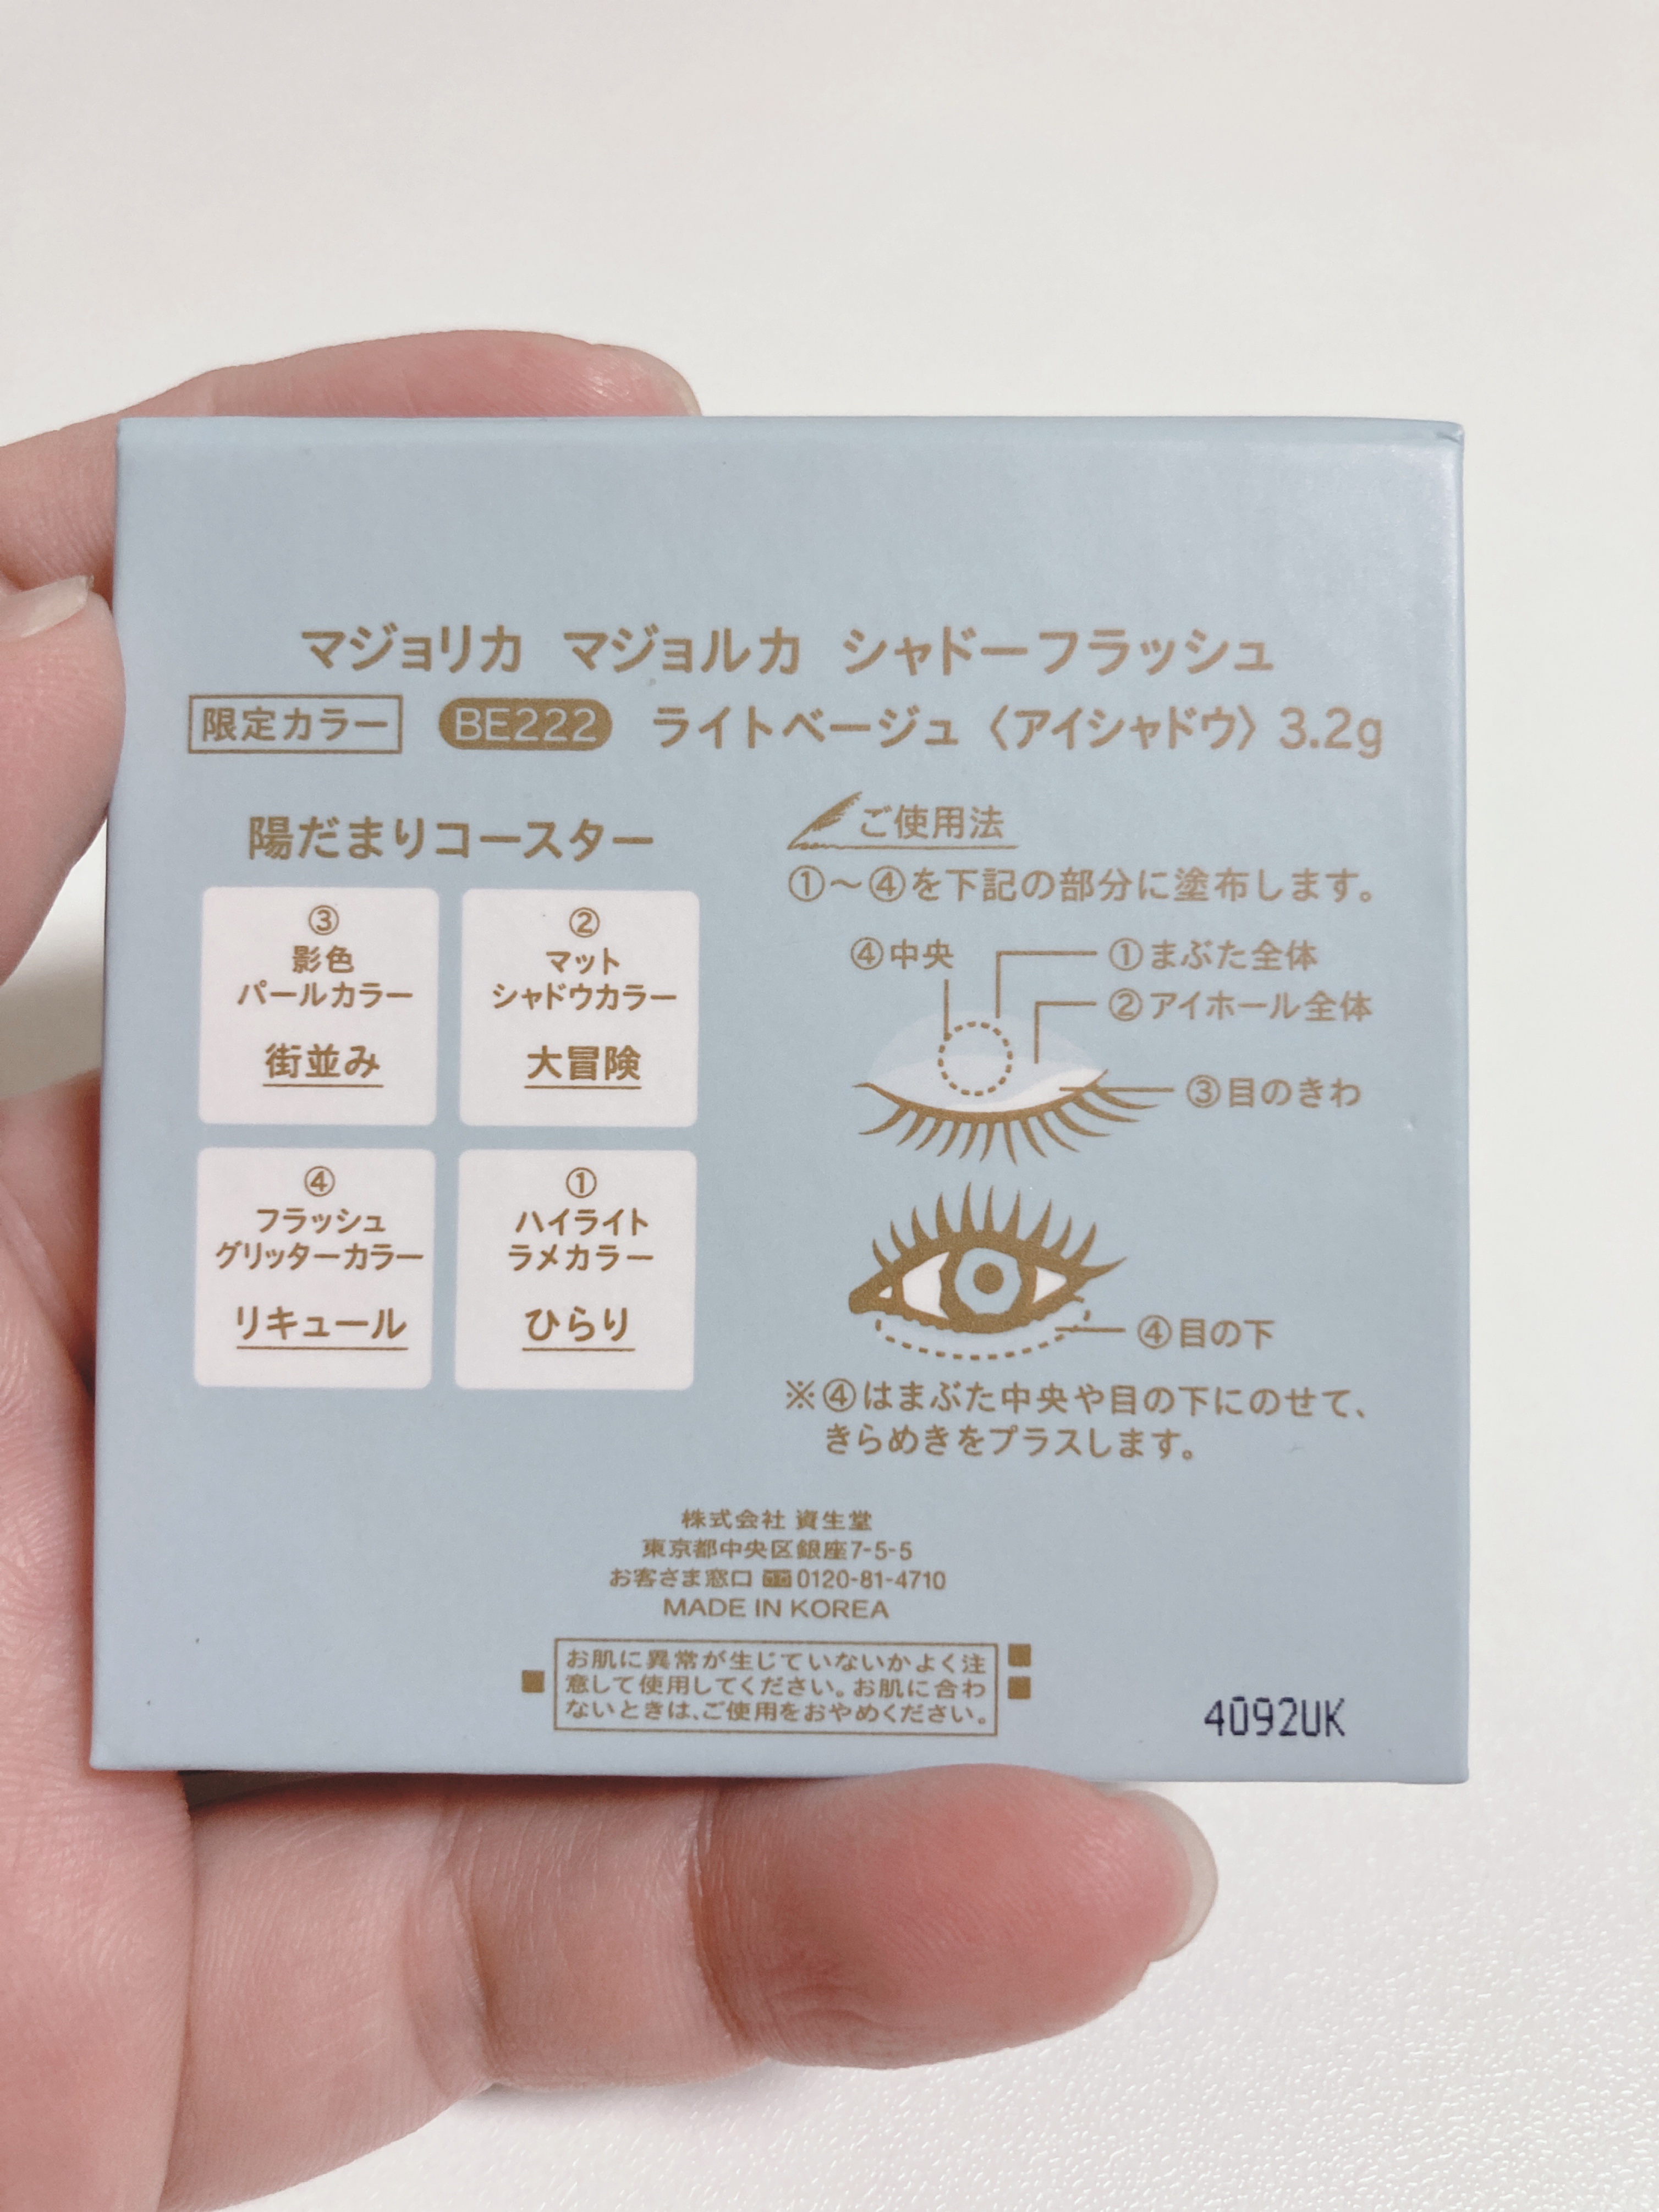 マジョリカ マジョルカ シャドーフラッシュ
限定カラー BE222 ライトベージュ〈アイシャドウ〉3.2g
陽だまりコースター
③
影色
パールカラー
街並み
②
マット
シャドウカラー
大冒険
④
フラッシュ
グリッターカラー
リキュール
①
ハイライト
ラメカラー
ひらり
ご使用法
①〜④を下記の部分に塗布します。
④中央
①まぶた全体
②アイホール全体
③目のきわ
④目の下
※④はまぶた中央や目の下にのせて、
きらめきをプラスします。
株式会社 資生堂
東京都中央区銀座7-5-5
お客さま窓口 0120-81-4710
MADE IN KOREA
お肌に異常が生じていないかよく注
意して使用してください。お肌に合わ
ないときは、ご使用をおやめください。
4092UK